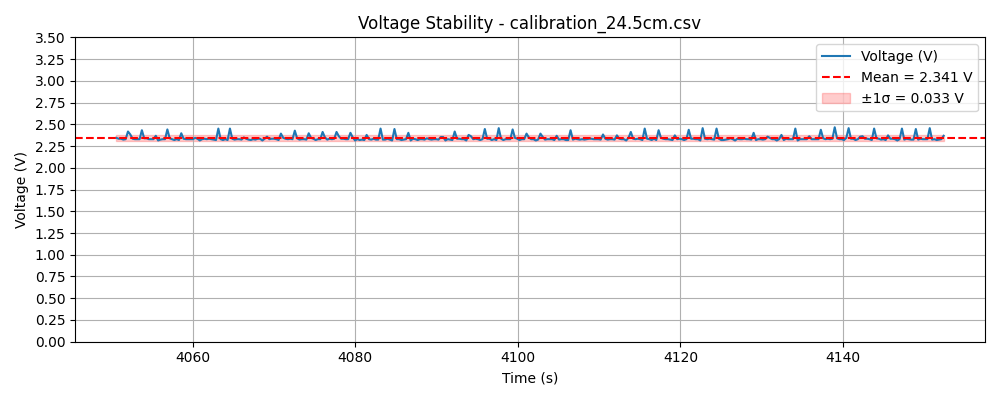 Voltage Stability - calibration_24.5cm.csv
Voltage (V)
Mean = 2.341 V
±1σ = 0.033 V
Voltage (V)
3.50
3.25
3.00
2.75
2.50
2.25
2.00
1.75
1.50
1.25
1.00
0.75
0.50
0.25
0.00
4060 4080 4100 4120 4140
Time (s)